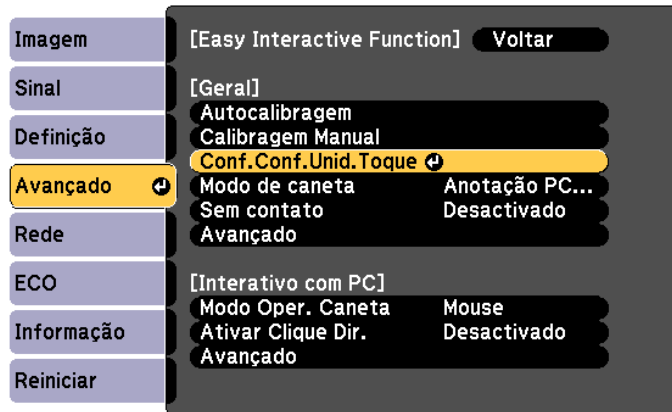 Imagem
Sinal
Definição
Avançado
Rede
ECO
Informação
Reiniciar
[Easy Interactive Function] Voltar
[Geral]
Autocalibragem
Calibragem Manual
Conf.Conf.Unid.Toque
Modo de caneta Anotação PC...
Sem contato Desactivado
Avançado
[Interativo com PC]
Modo Oper. Caneta Mouse
Ativar Clique Dir. Desactivado
Avançado